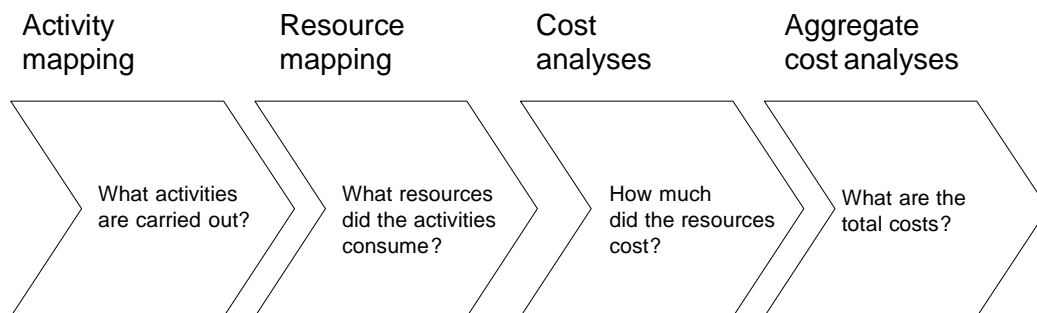 Activity
mapping
Resource
mapping
Cost
analyses
Aggregate
cost analyses
What activities
are carried out?
What resources
did the activities
consume?
How much
did the resources
cost?
What are the
total costs?